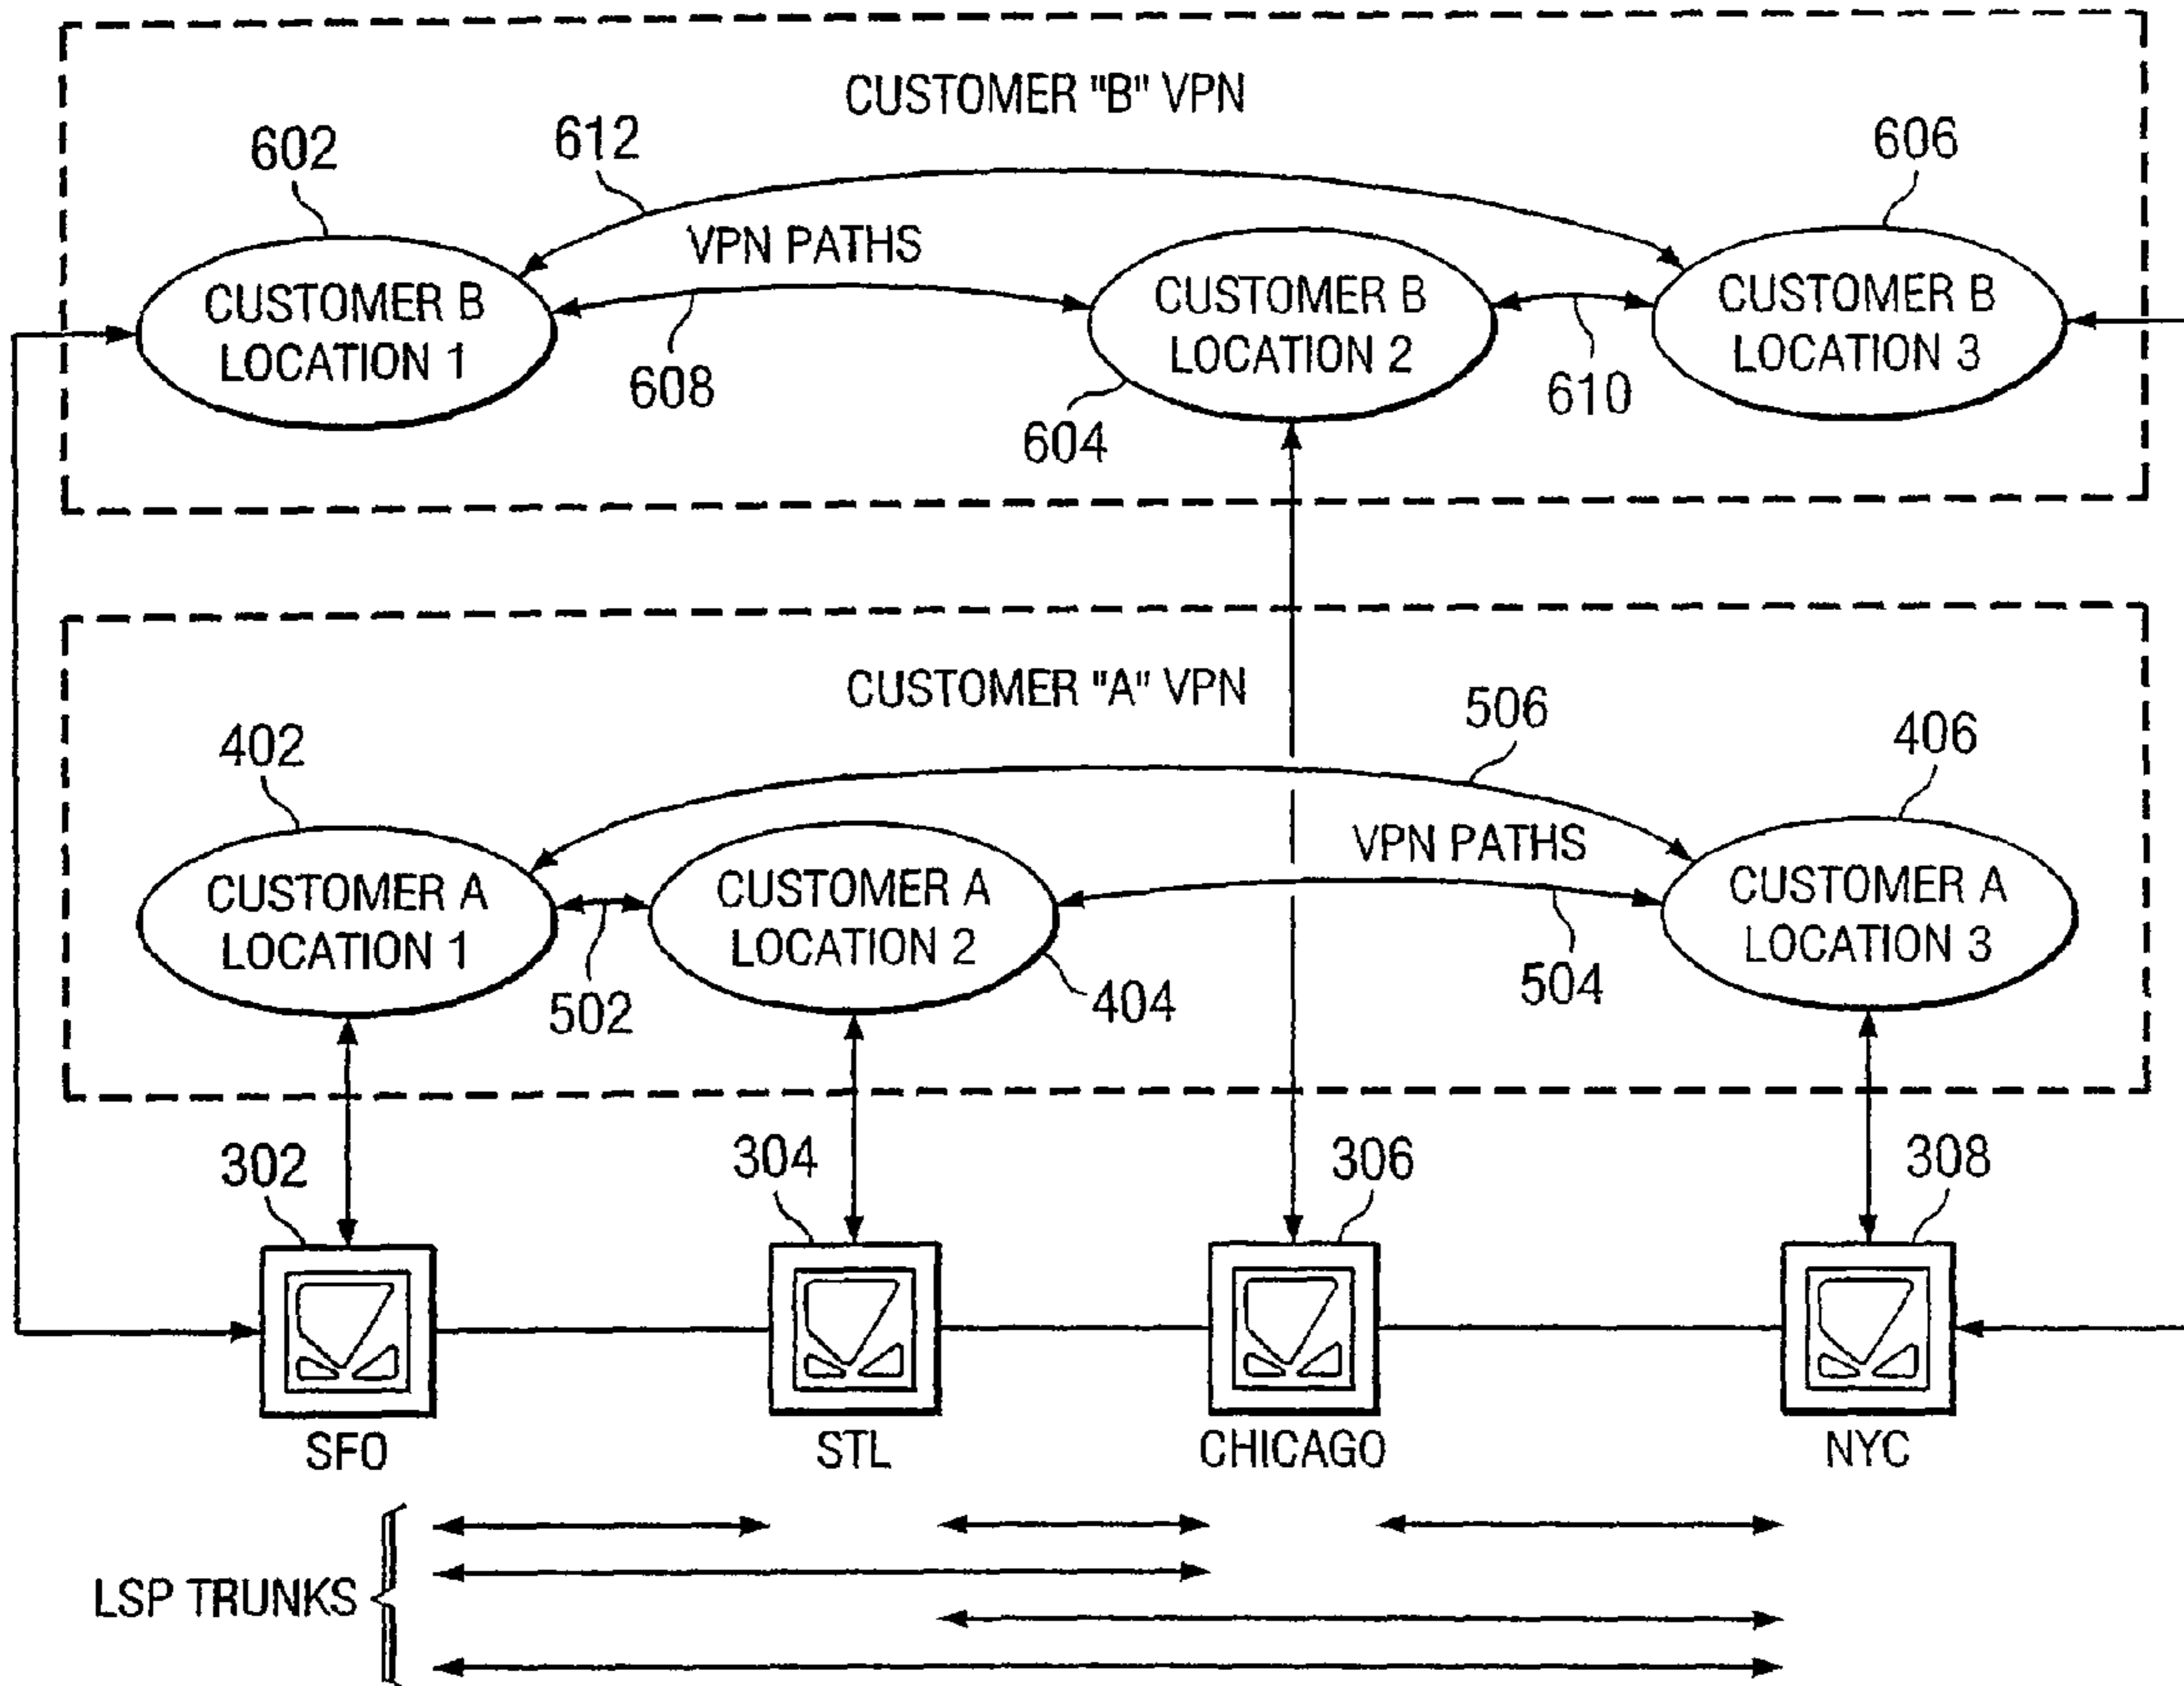 CUSTOMER "B" VPN
602
612
606
VPN PATHS
CUSTOMER B
LOCATION 1
CUSTOMER B
LOCATION 2
CUSTOMER B
LOCATION 3
608
604
610
CUSTOMER "A" VPN
506
402
406
VPN PATHS
CUSTOMER A
LOCATION 1
CUSTOMER A
LOCATION 2
CUSTOMER A
LOCATION 3
502
404
504
302
304
306
308
SFO
STL
CHICAGO
NYC
LSP TRUNKS